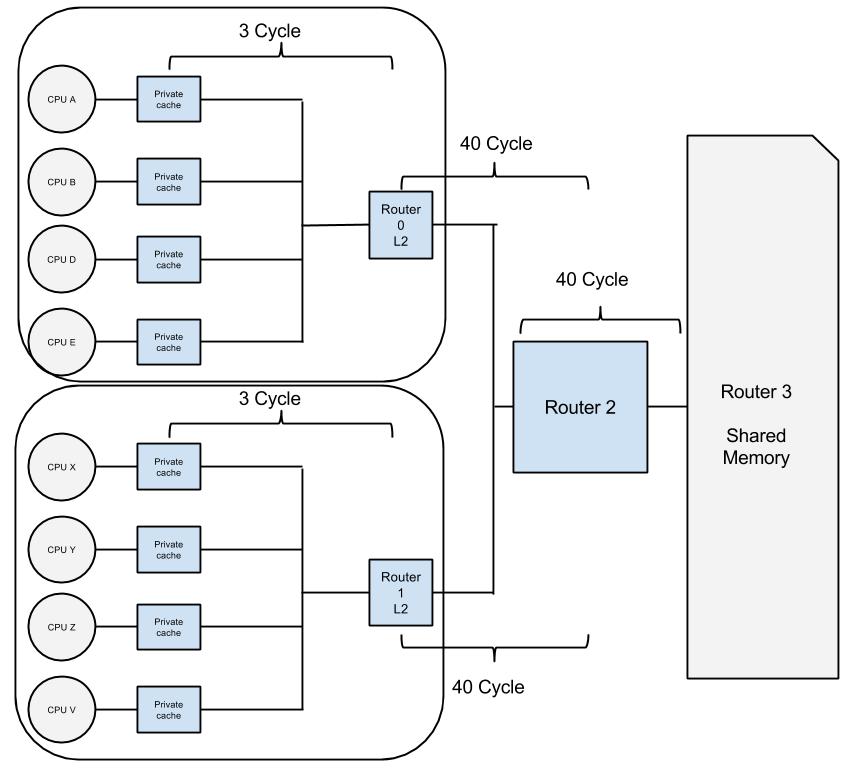 3 Cycle
CPU A
Private
cache
CPU B
Private
cache
CPU D
Private
cache
CPU E
Private
cache
Router
0
L2
40 Cycle
3 Cycle
CPU X
Private
cache
CPU Y
Private
cache
CPU Z
Private
cache
CPU V
Private
cache
Router
1
L2
40 Cycle
40 Cycle
Router 2
Router 3
Shared
Memory